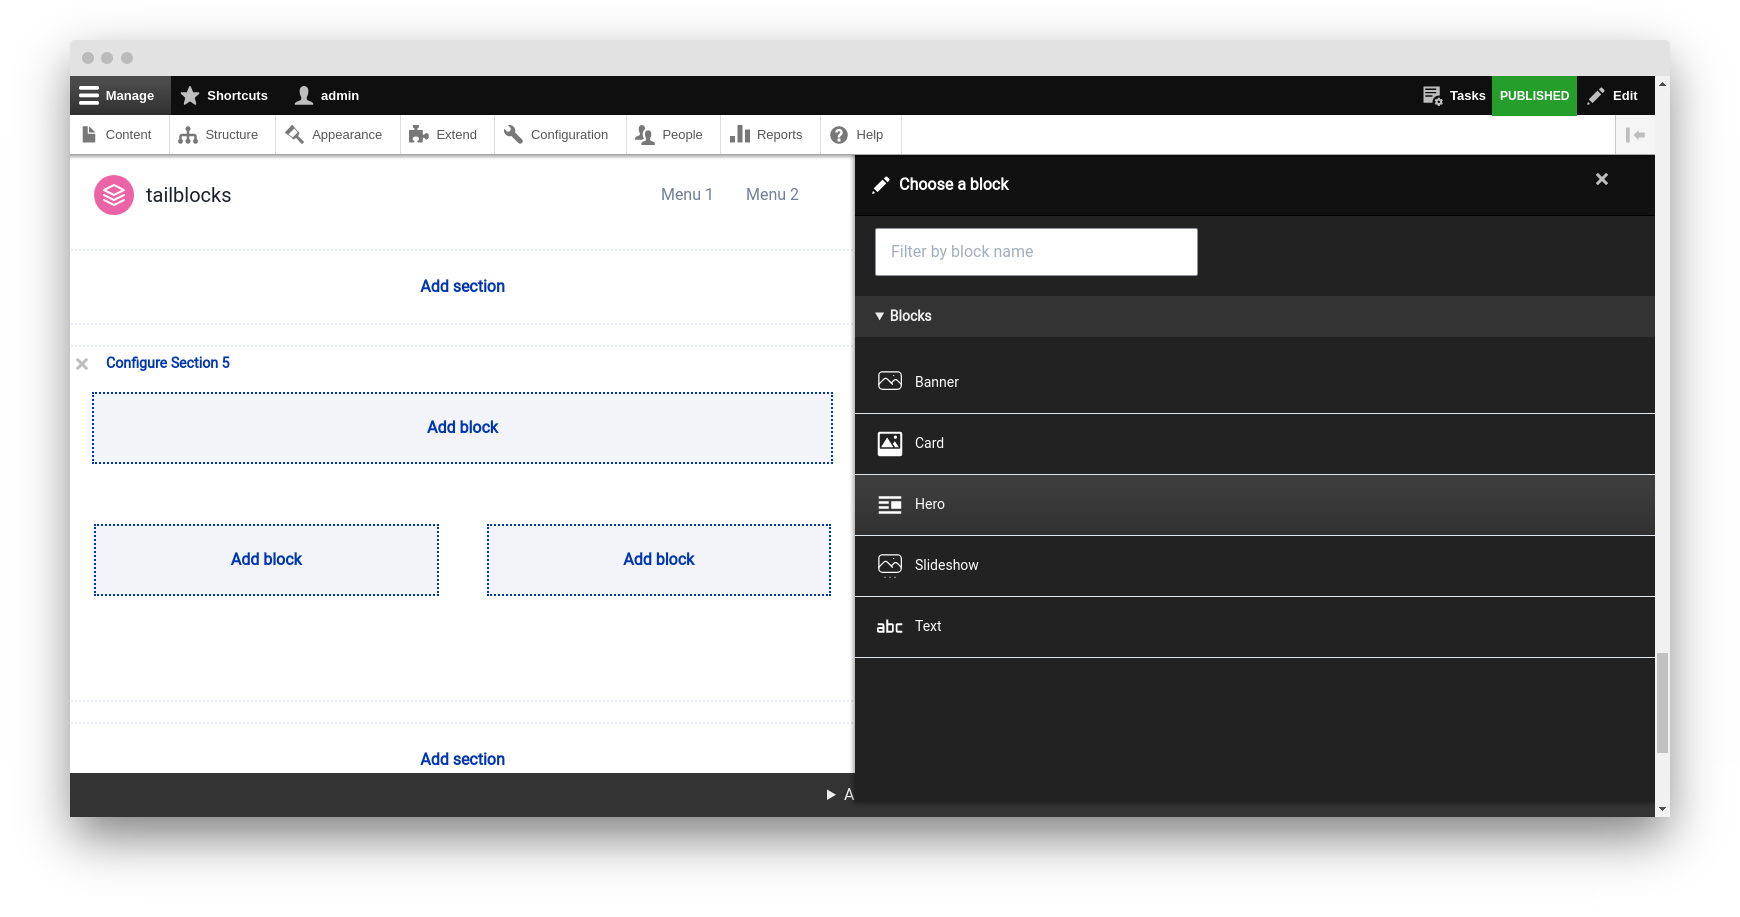 Manage Shortcuts admin Tasks PUBLISHED Edit
Content Structure Appearance Extend Configuration People Reports Help
tailblocks Menu 1 Menu 2
Add section
Configure Section 5
Add block
Add block Add block
Add section
A
Choose a block
Filter by block name
Blocks
Banner
Card
Hero
Slideshow
abc Text